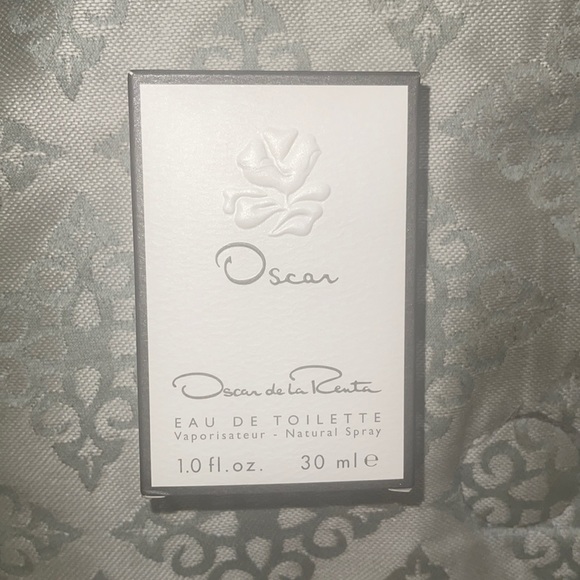 Oscar
Oscar de la Renta
EAU DE TOILETTE
Vaporisateur - Natural Spray
1.0 fl.oz. 30 ml ℮